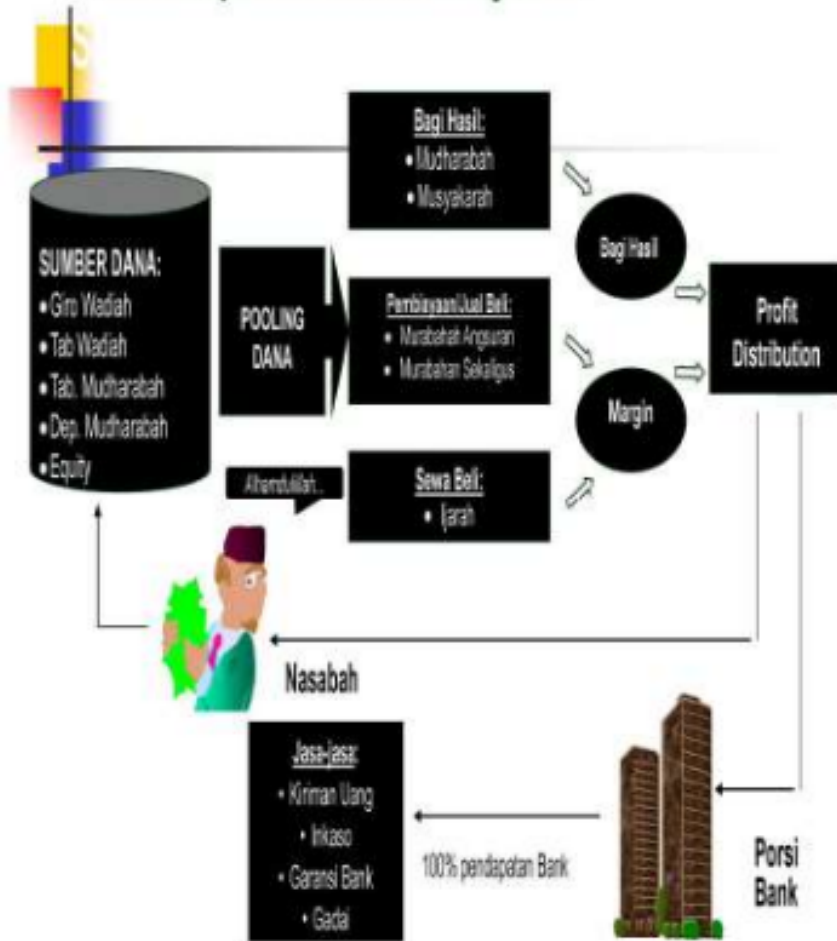 S
Bagi Hasil:
• Mudharabah
• Musyakarah
Bagi Hasil
SUMBER DANA:
• Giro Wadiah
• Tab Wadiah
• Tab. Mudharabah
• Dep. Mudharabah
• Equity
POOLING
DANA
Pembiayaan/Jual Beli:
• Murabahah Angsuran
• Murabahah Sekaligus
Profit
Distribution
Margin
Alhamdulillah...
Sewa Beli:
• Ijarah
Nasabah
Jasa-jasa:
• Kiriman Uang
• Inkaso
• Garansi Bank
• Gadai
100% pendapatan Bank
Porsi
Bank